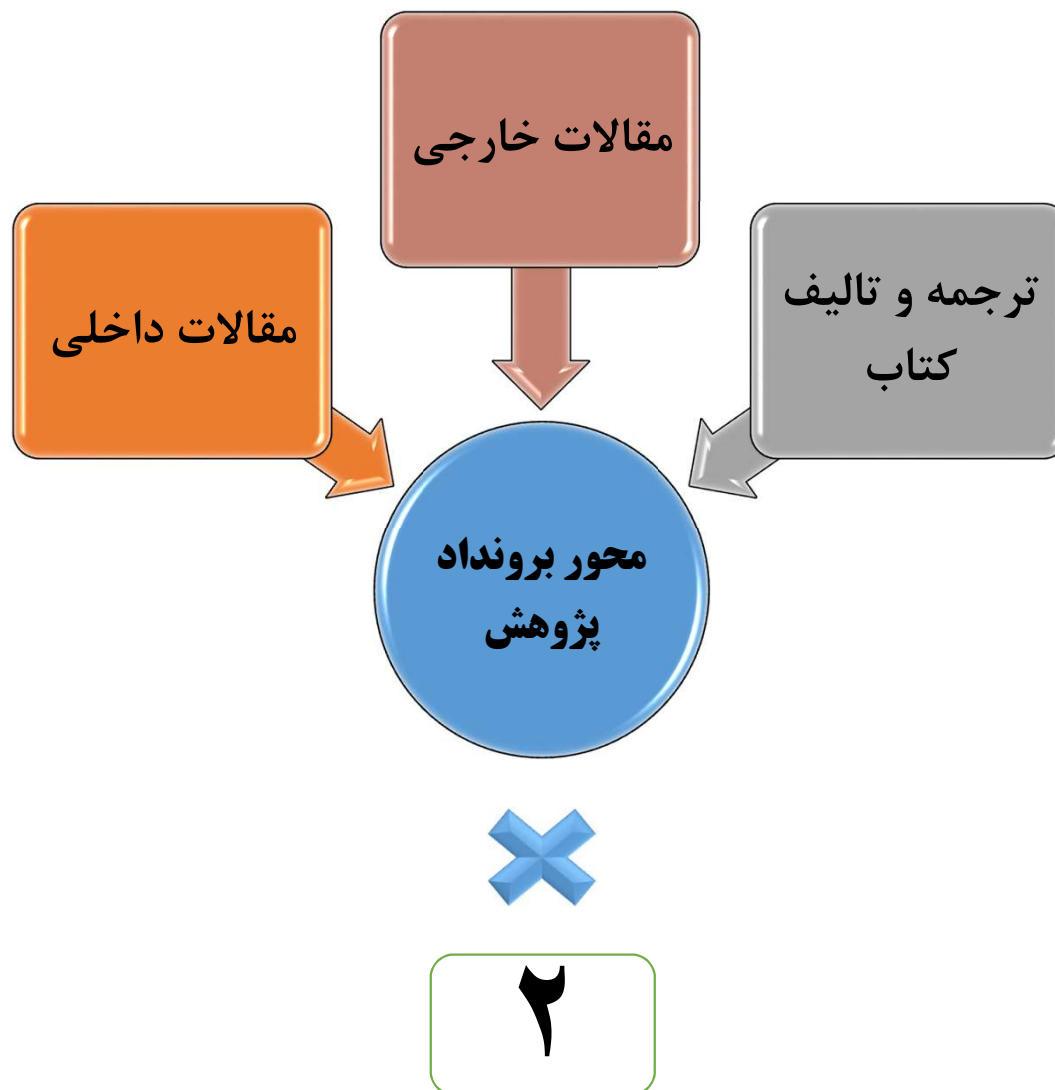 مقالات خارجی
ترجمه و تالیف
کتاب
مقالات داخلی
محور برونداد
پژوهش
۲